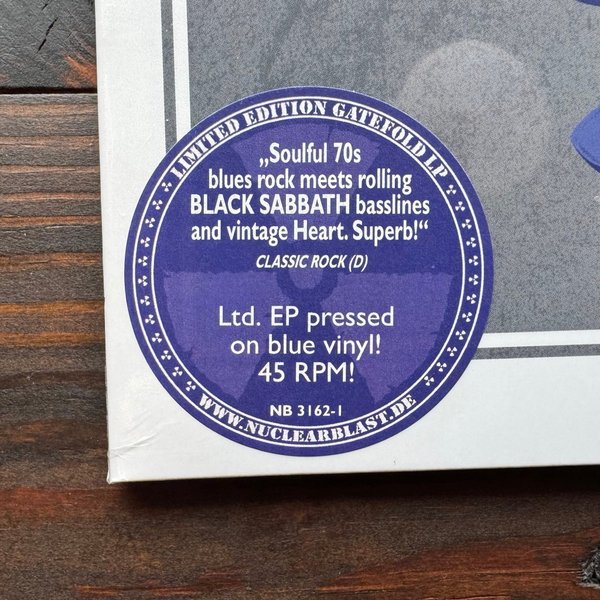 LIMITED EDITION GATEFOLD LP
„Soulful 70s
blues rock meets rolling
BLACK SABBATH basslines
and vintage Heart. Superb!“
CLASSIC ROCK (D)
Ltd. EP pressed
on blue vinyl!
45 RPM!
NB 3162-1
WWW.NUCLEARBLAST.DE